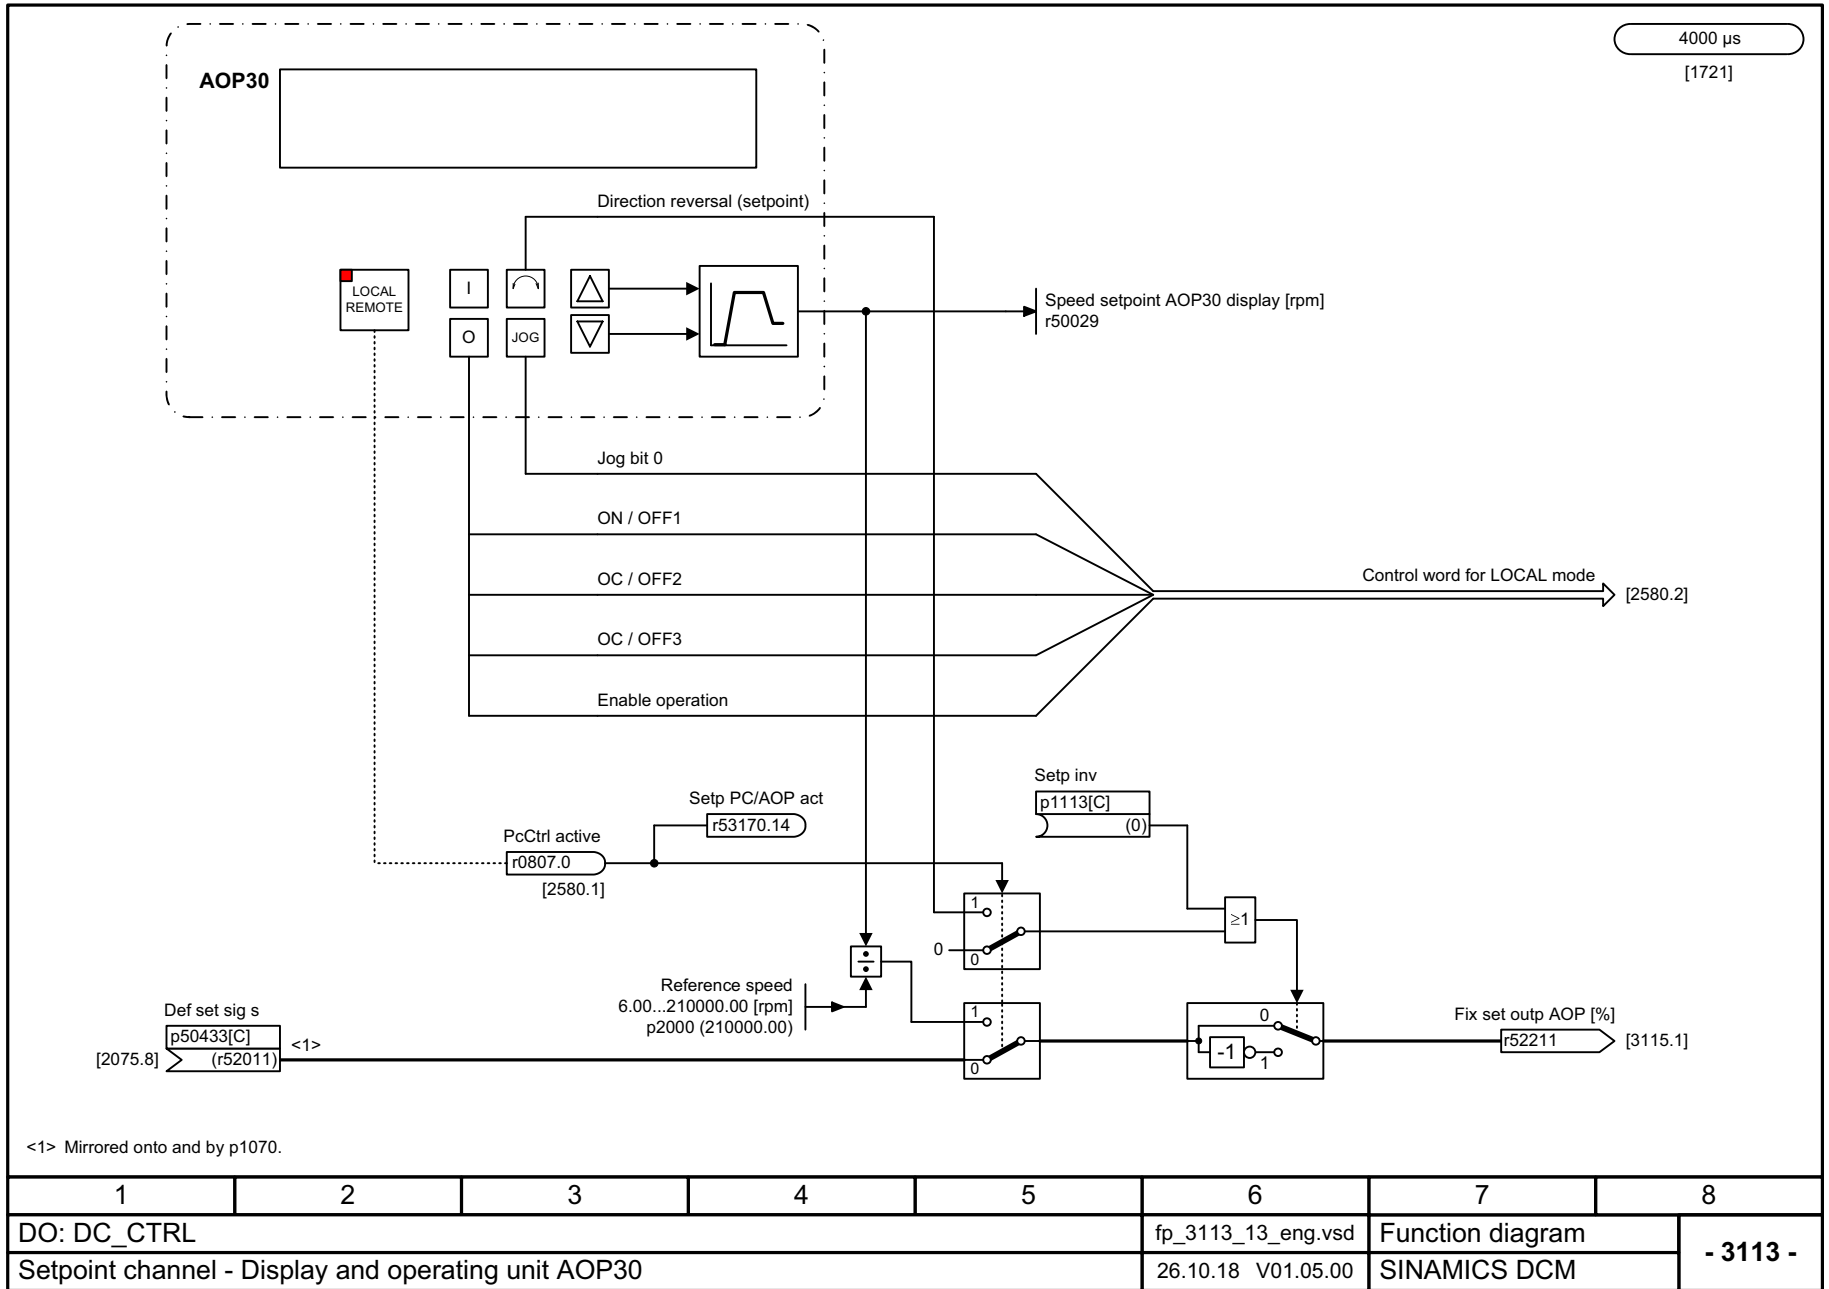 4000 µs
[1721]
AOP30
Direction reversal (setpoint)
LOCAL
REMOTE
I
O
JOG
Speed setpoint AOP30 display [rpm]
r50029
Jog bit 0
ON / OFF1
OC / OFF2
Control word for LOCAL mode
[2580.2]
OC / OFF3
Enable operation
Setp inv
p1113[C]
(0)
Setp PC/AOP act
r53170.14
PcCtrl active
r0807.0
[2580.1]
1
0
0
≥1
÷
Reference speed
6.00...210000.00 [rpm]
p2000 (210000.00)
Def set sig s
p50433[C]
[2075.8]
(r52011)
<1>
1
0
0
-1
1
Fix set outp AOP [%]
r52211
[3115.1]
<1> Mirrored onto and by p1070.
1 2 3 4 5 6 7 8
DO: DC_CTRL
fp_3113_13_eng.vsd
Function diagram
- 3113 -
Setpoint channel - Display and operating unit AOP30
26.10.18 V01.05.00
SINAMICS DCM